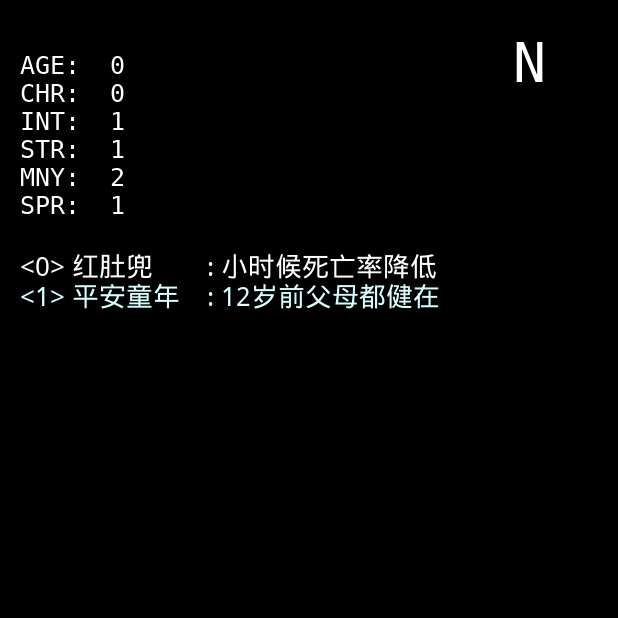 N
AGE: 0
CHR: 0
INT: 1
STR: 1
MNY: 2
SPR: 1
<0> 红肚兜 : 小时候死亡率降低
<1> 平安童年 : 12岁前父母都健在